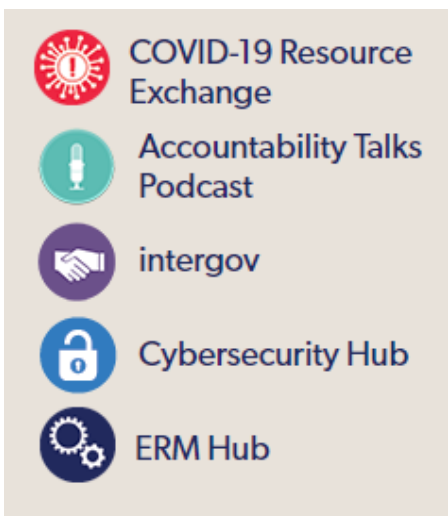 COVID-19 Resource
Exchange
Accountability Talks
Podcast
intergov
Cybersecurity Hub
ERM Hub